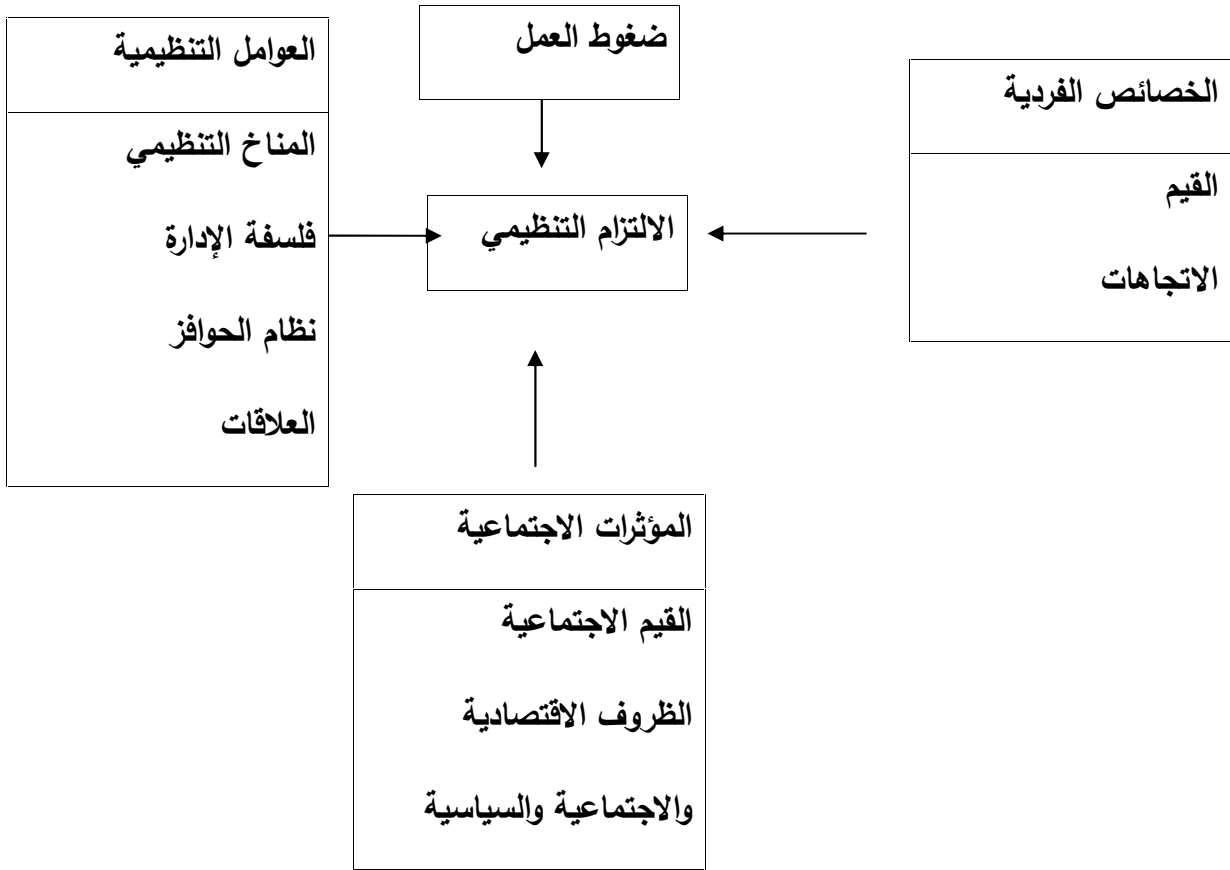 العوامل التنظيمية
المناخ التنظيمي
فلسفة الإدارة
نظام الحوافز
العلاقات
ضغوط العمل
الالتزام التنظيمي
الخصائص الفردية
القيم
الاتجاهات
المؤثرات الاجتماعية
القيم الاجتماعية
الظروف الاقتصادية
والاجتماعية والسياسية